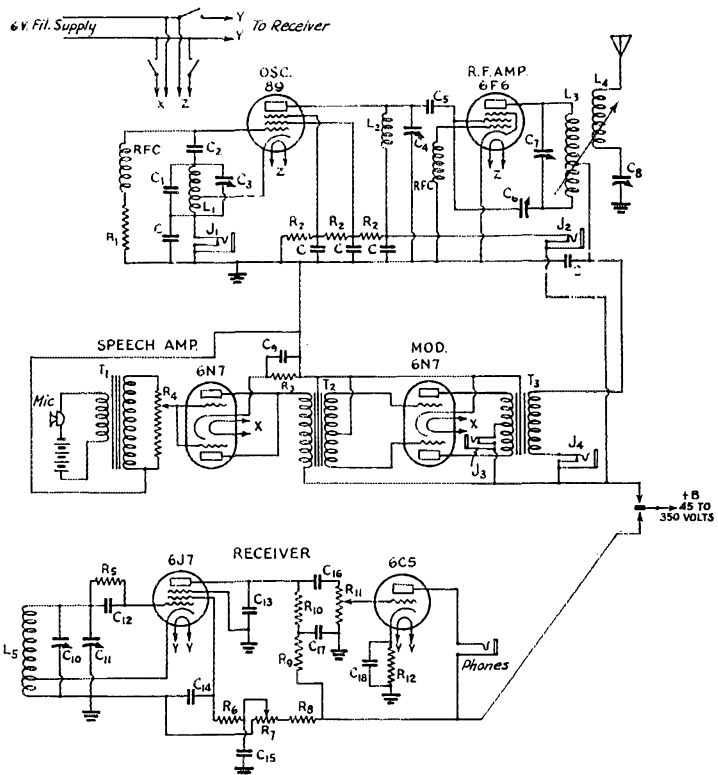 6 V. Fil. Supply
Y
Y
To Receiver
X Z
OSC.
89
R.F. AMP.
6F6
L4
C5
L3
RFC
C2
L2
C4
C7
C1
C3
Z
RFC
Z
C6
C8
L1
R1
C
J1
R2 R2 R2
C C C
J2
C
SPEECH AMP.
C9
MOD.
6N7
T1
6N7
R3
T2
T3
Mic
R4
X
X
J3
J4
+B
45 TO
350 VOLTS
RECEIVER
6J7
6C5
R5
C16
C12
C13
R10
R11
L5
C10
C11
Y Y
C17
Y Y
R9
C18
R12
Phones
C14
R6
R7
R8
C15